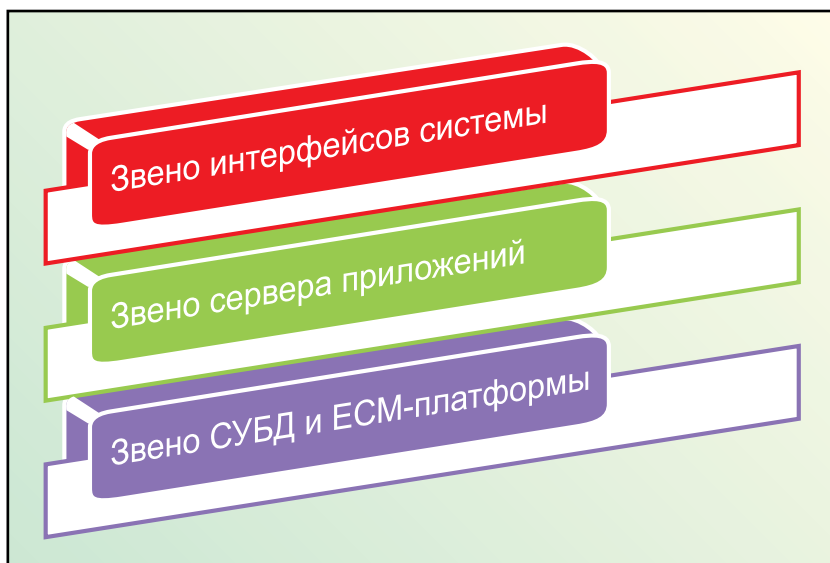 Звено интерфейсов системы
Звено сервера приложений
Звено СУБД и ECM-платформы